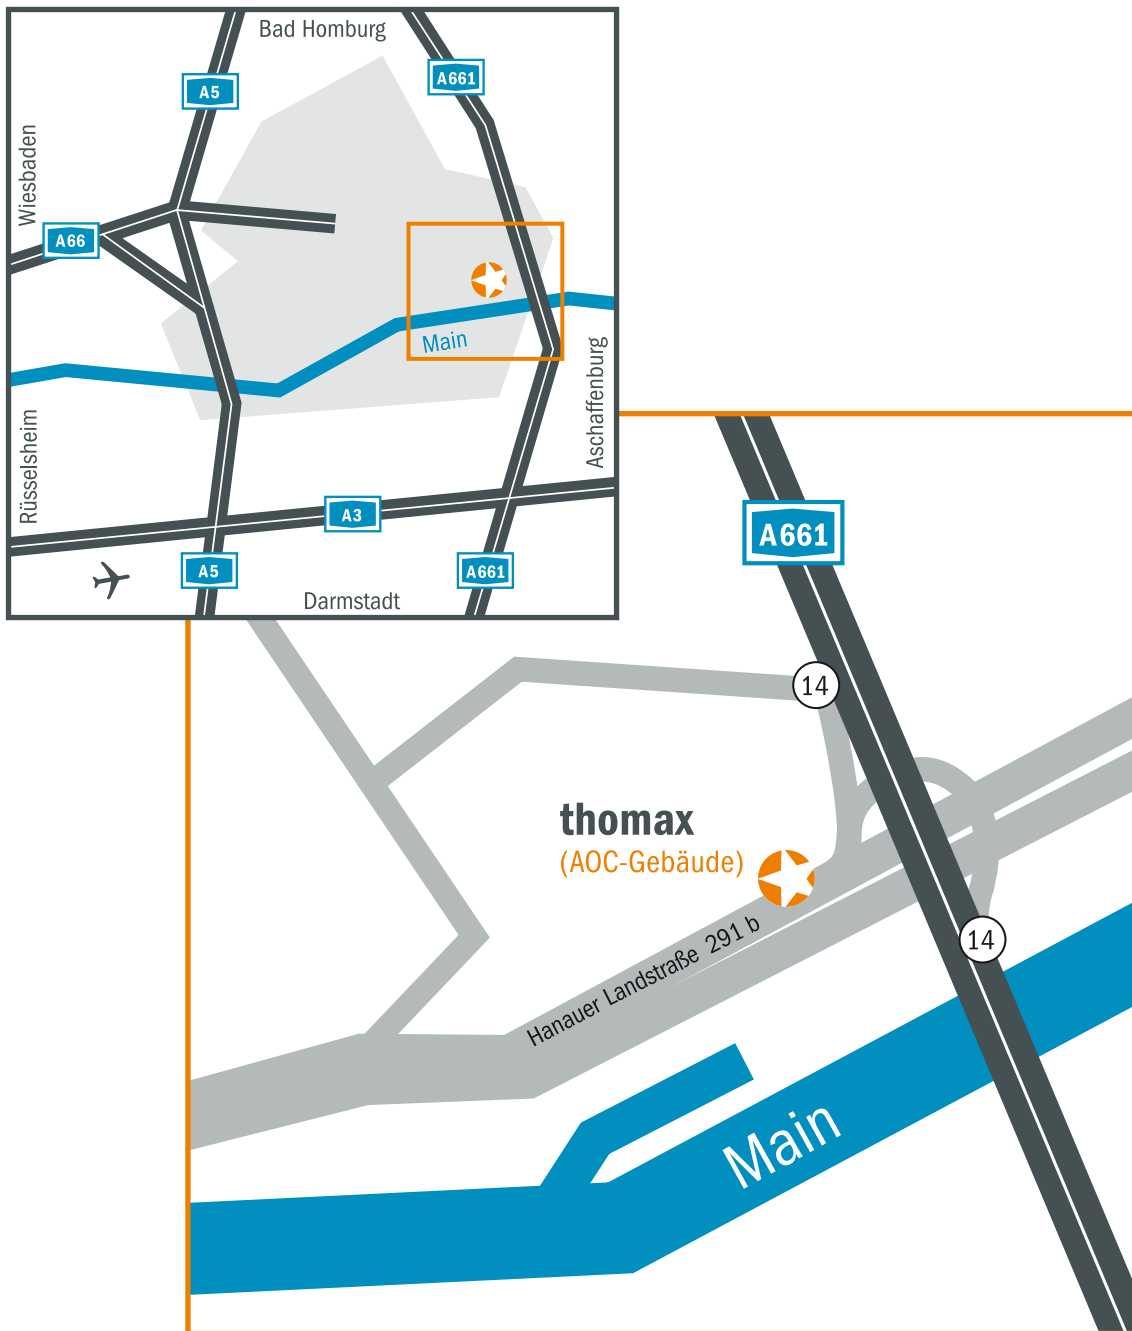 Bad Homburg
A661
A5
Wiesbaden
A66
Main
Aschaffenburg
Rüsselsheim
A3
A5
A661
Darmstadt
A661
14
thomax
(AOC-Gebäude)
Hanauer Landstraße 291 b
14
Main